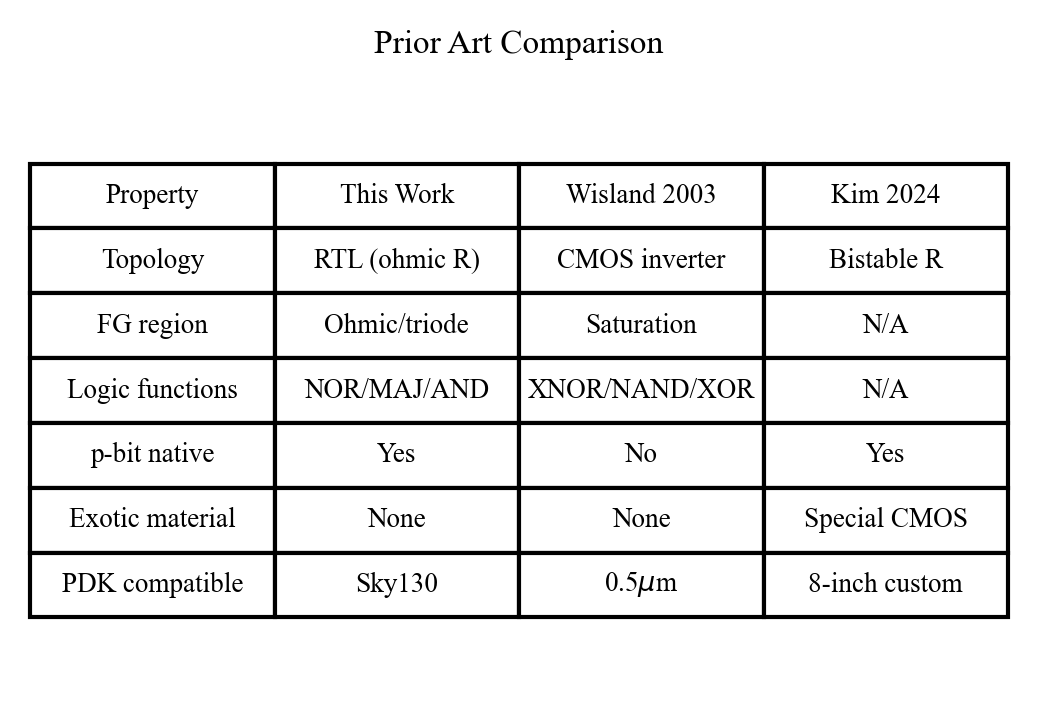 Prior Art Comparison
Property This Work Wisland 2003 Kim 2024
Topology RTL (ohmic R) CMOS inverter Bistable R
FG region Ohmic/triode Saturation N/A
Logic functions NOR/MAJ/AND XNOR/NAND/XOR N/A
p-bit native Yes No Yes
Exotic material None None Special CMOS
PDK compatible Sky130 0.5μm 8-inch custom